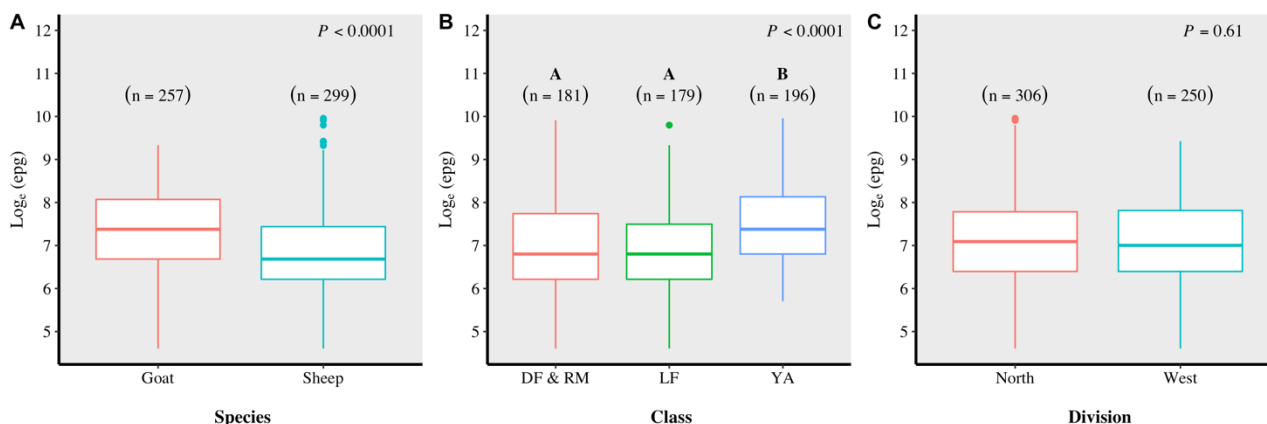 A
P < 0.0001
(n = 257)
(n = 299)
12
11
10
9
8
7
6
5
Logₑ (epg)
Goat
Sheep
Species
B
P < 0.0001
A
A
B
(n = 181)
(n = 179)
(n = 196)
12
11
10
9
8
7
6
5
Logₑ (epg)
DF & RM
LF
YA
Class
C
P = 0.61
(n = 306)
(n = 250)
12
11
10
9
8
7
6
5
Logₑ (epg)
North
West
Division